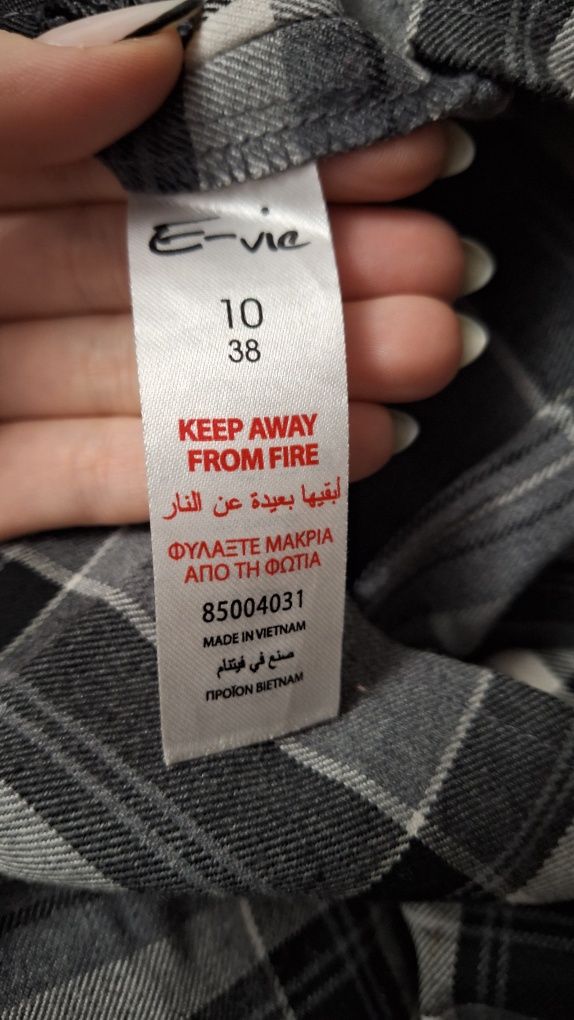 E-vie
10
38
KEEP AWAY
FROM FIRE
أبقيها بعيدة عن النار
ΦΥΛΑΞΤΕ ΜΑΚΡΙΑ
ΑΠΟ ΤΗ ΦΩΤΙΑ
85004031
MADE IN VIETNAM
صنع في فيتنام
ΠΡΟΪΟΝ ΒΙΕΤΝΑΜ